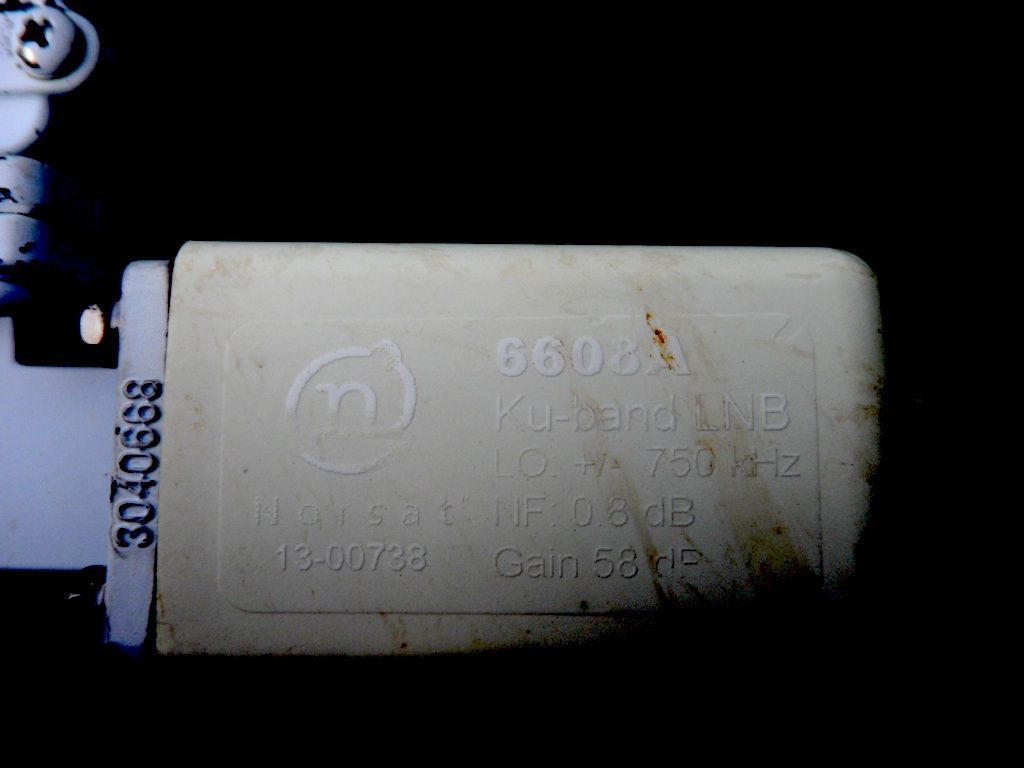 3040668
n
Norsat
13-00738
6608A
Ku-band LNB
LO: +/- 750 kHz
NF: 0.8 dB
Gain 58 dB